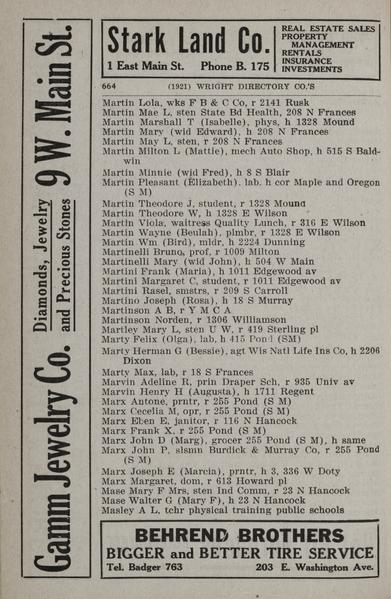 Stark Land Co.
1 East Main St. Phone B. 175
REAL ESTATE SALES
PROPERTY
MANAGEMENT
RENTALS
INSURANCE
INVESTMENTS
664 (1921) WRIGHT DIRECTORY CO.'S
Martin Lola, wks F B & C Co, r 2141 Rusk
Martin Mae L, sten State Bd Health, 208 N Frances
Martin Marshall T (Isabelle), phys, h 1328 Mound
Martin Mary (wid Edward), h 208 N Frances
Martin May L, sten, r 208 N Frances
Martin Milton L (Mattie), mech Auto Shop, h 515 S Bald-
win
Martin Minnie (wid Fred), h 8 S Blair
Martin Pleasant (Elizabeth), lab, h cor Maple and Oregon
(S M)
Martin Theodore J, student, r 1328 Mound
Martin Theodore W, h 1328 E Wilson
Martin Viola, waitress Quality Lunch, r 316 E Wilson
Martin Wayne (Beulah), plmbr, r 1328 E Wilson
Martin Wm (Bird), mldr, h 2224 Dunning
Martinelli Bruno, prof, r 1009 Milton
Martinelli Mary (wid John), h 504 W Main
Martini Frank (Maria), h 1011 Edgewood av
Martini Margaret C, student, r 1011 Edgewood av
Martini Rasel, smstrs, r 209 S Carroll
Martino Joseph (Rosa), h 18 S Murray
Martinson A B, r Y M C A
Martinson Norden, r 1306 Williamson
Martley Mary L, sten U W, r 419 Sterling pl
Marty Felix (Olga), lab, h 415 Pond (SM)
Marty Herman G (Bessie), agt Wis Natl Life Ins Co, h 2206
Dixon
Marty Max, lab, r 18 S Frances
Marvin Adeline R, prin Draper Sch, r 935 Univ av
Marvin Henry H (Augusta), h 1711 Regent
Marx Antone, prntr, r 255 Pond (S M)
Marx Cecelia M, opr, r 255 Pond (S M)
Marx Eben E, janitor, r 116 N Hancock
Marx Frank X, r 255 Pond (S M)
Marx John D (Marg), grocer 255 Pond (S M), h same
Marx John P, slsmn Burdick & Murray Co, r 255 Pond
(S M)
Marx Joseph E (Marcia), prntr, h 3, 336 W Doty
Marx Margaret, dom, r 613 Howard pl
Mase Mary F Mrs, sten Ind Comm, r 23 N Hancock
Mase Walter G (Mary F), h 23 N Hancock
Masley A L, tchr physical training public schools
BEHREND BROTHERS
BIGGER and BETTER TIRE SERVICE
Tel. Badger 763 203 E. Washington Ave.
Gamm Jewelry Co. Diamonds, Jewelry
and Precious Stones 9 W. Main St.